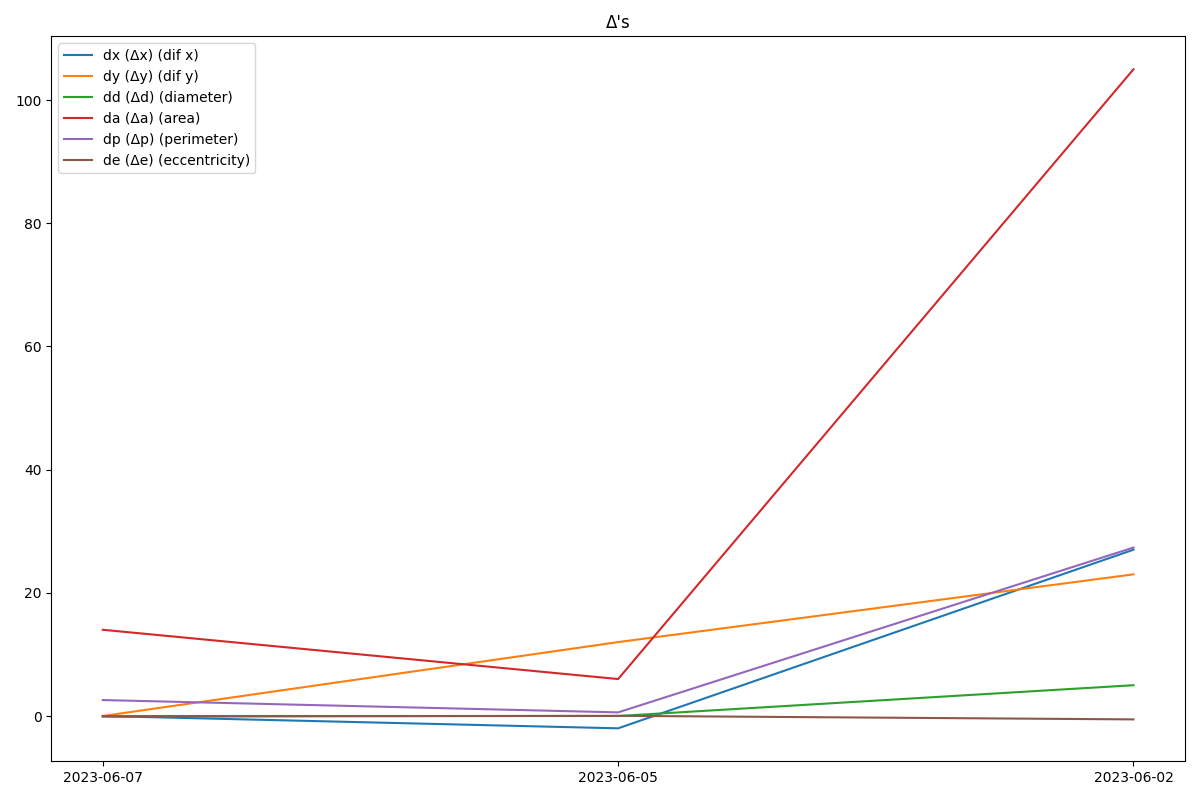 Δ's
dx (Δx) (dif x)
dy (Δy) (dif y)
dd (Δd) (diameter)
da (Δa) (area)
dp (Δp) (perimeter)
de (Δe) (eccentricity)
100
80
60
40
20
0
2023-06-07 2023-06-05 2023-06-02